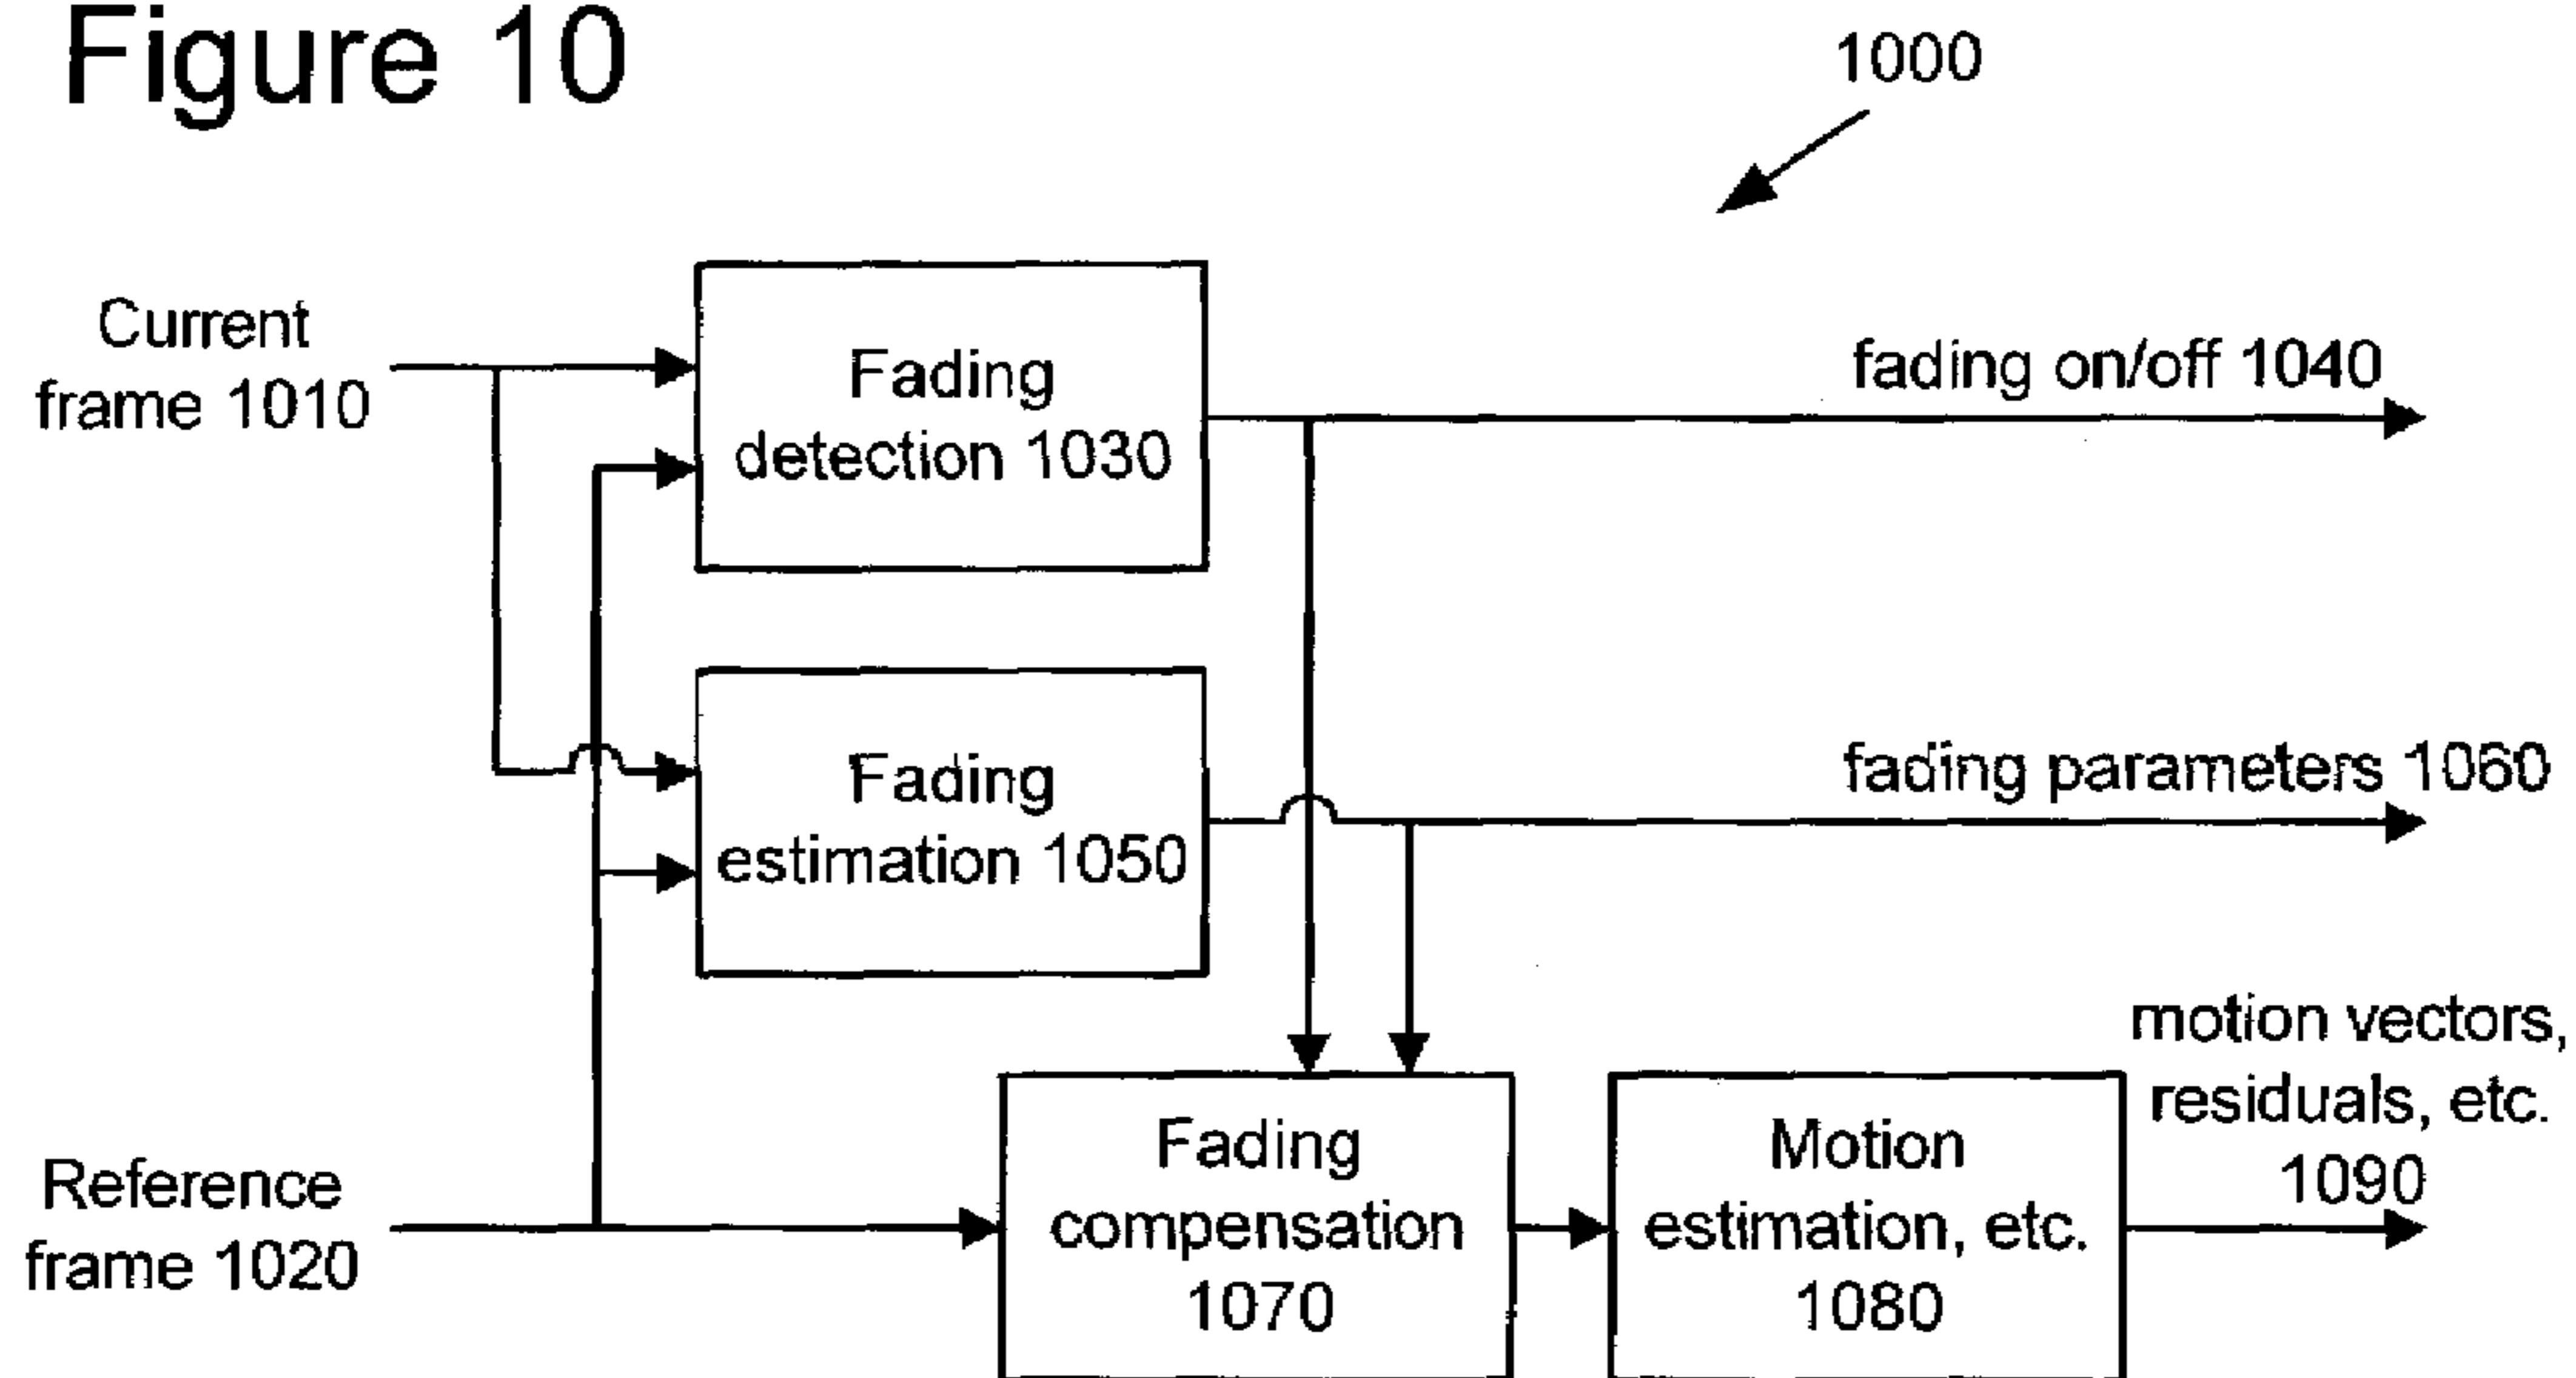 Figure 10
1000
Current
frame 1010
Fading
detection 1030
fading on/off 1040
Fading
estimation 1050
fading parameters 1060
motion vectors,
residuals, etc.
1090
Reference
frame 1020
Fading
compensation
1070
Motion
estimation, etc.
1080